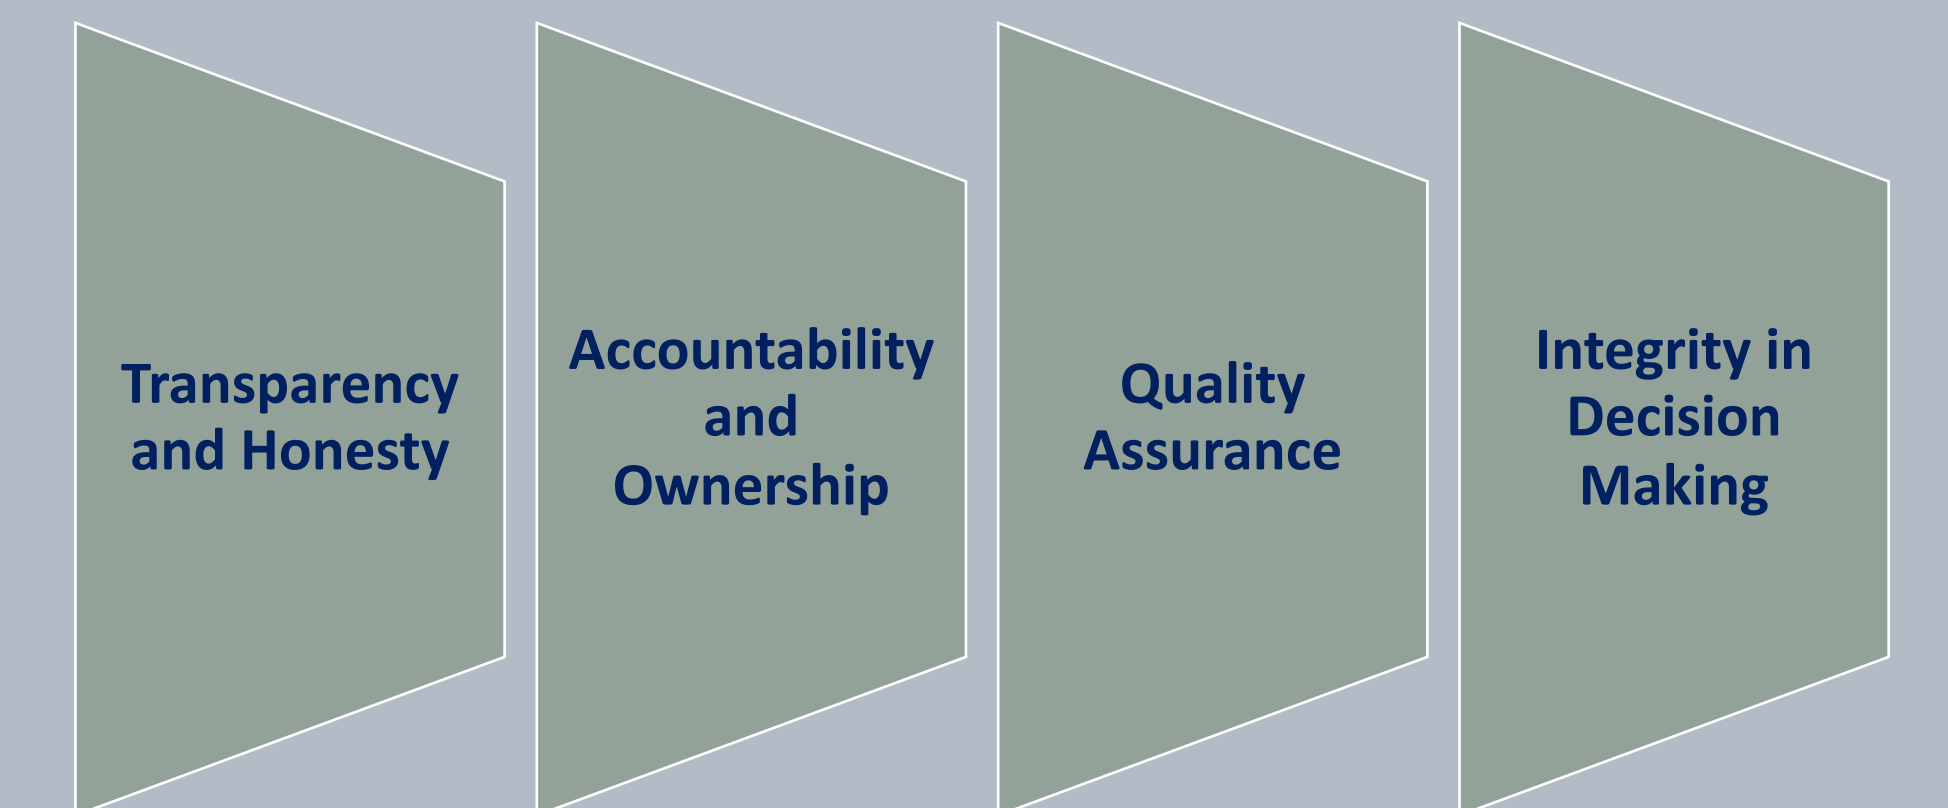 Transparency
and Honesty
Accountability
and
Ownership
Quality
Assurance
Integrity in
Decision
Making